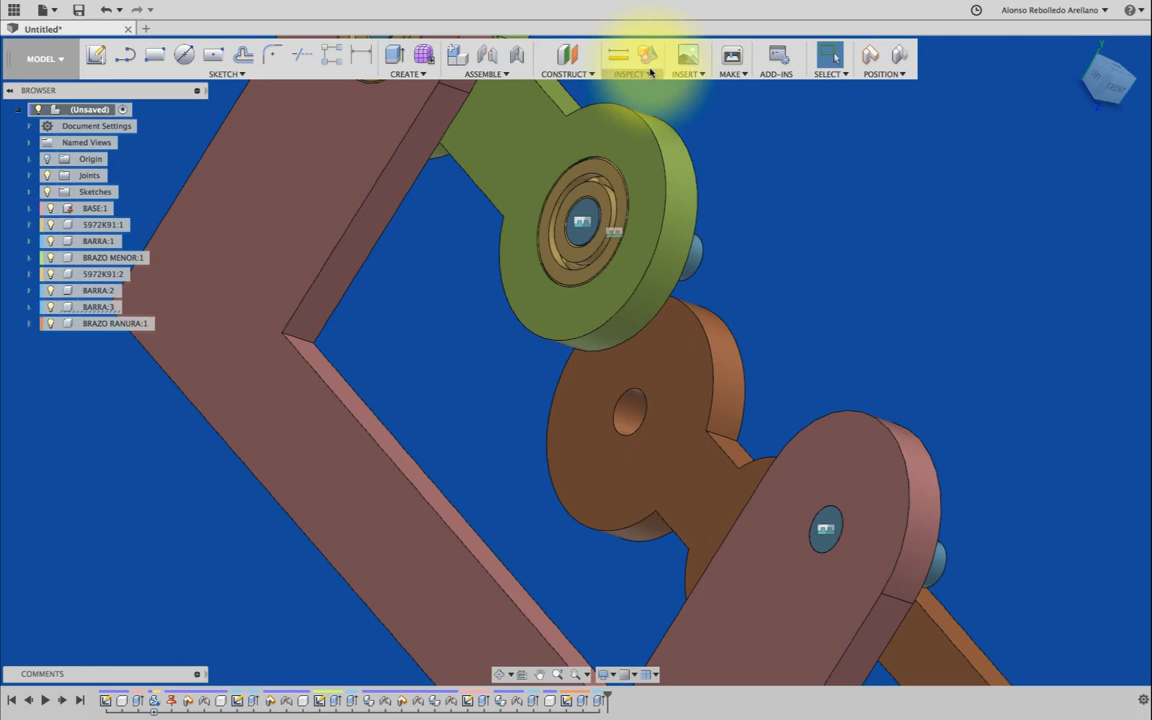 Alonso Rebolledo Arellano
Untitled*
MODEL
SKETCH
CREATE
ASSEMBLE
CONSTRUCT
INSPECT
INSERT
MAKE
ADD-INS
SELECT
POSITION
BROWSER
(Unsaved)
Document Settings
Named Views
Origin
Joints
Sketches
BASE:1
5972K91:1
BARRA:1
BRAZO MENOR:1
5972K91:2
BARRA:2
BARRA:3
BRAZO RANURA:1
FRONT
Y
Z
COMMENTS